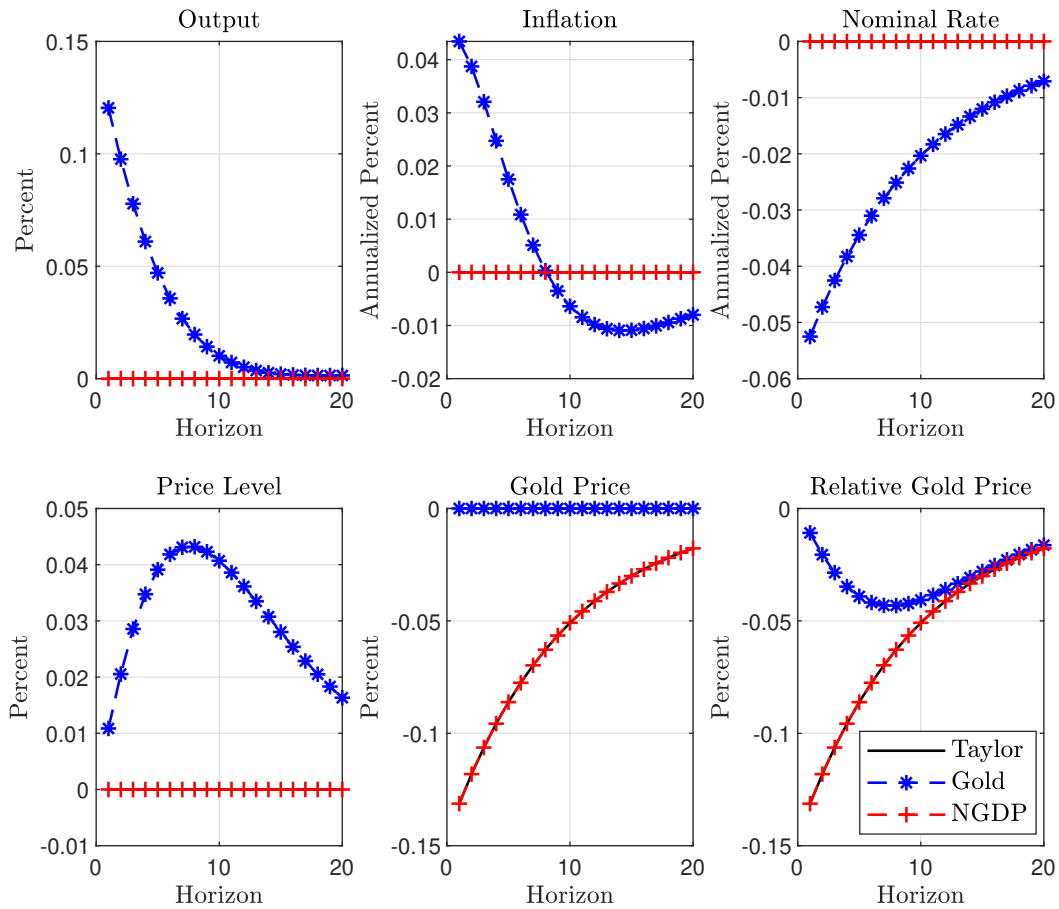 Output
Inflation
Nominal Rate
Percent
0.15
0.1
0.05
0
0
10
20
Horizon
Annualized Percent
0.04
0.03
0.02
0.01
0
-0.01
-0.02
0
10
20
Horizon
Annualized Percent
0
-0.01
-0.02
-0.03
-0.04
-0.05
-0.06
0
10
20
Horizon
Price Level
Gold Price
Relative Gold Price
Percent
0.05
0.04
0.03
0.02
0.01
0
-0.01
0
10
20
Horizon
Percent
0
-0.05
-0.1
-0.15
0
10
20
Horizon
Percent
0
-0.05
-0.1
-0.15
0
10
20
Horizon
Taylor
Gold
NGDP